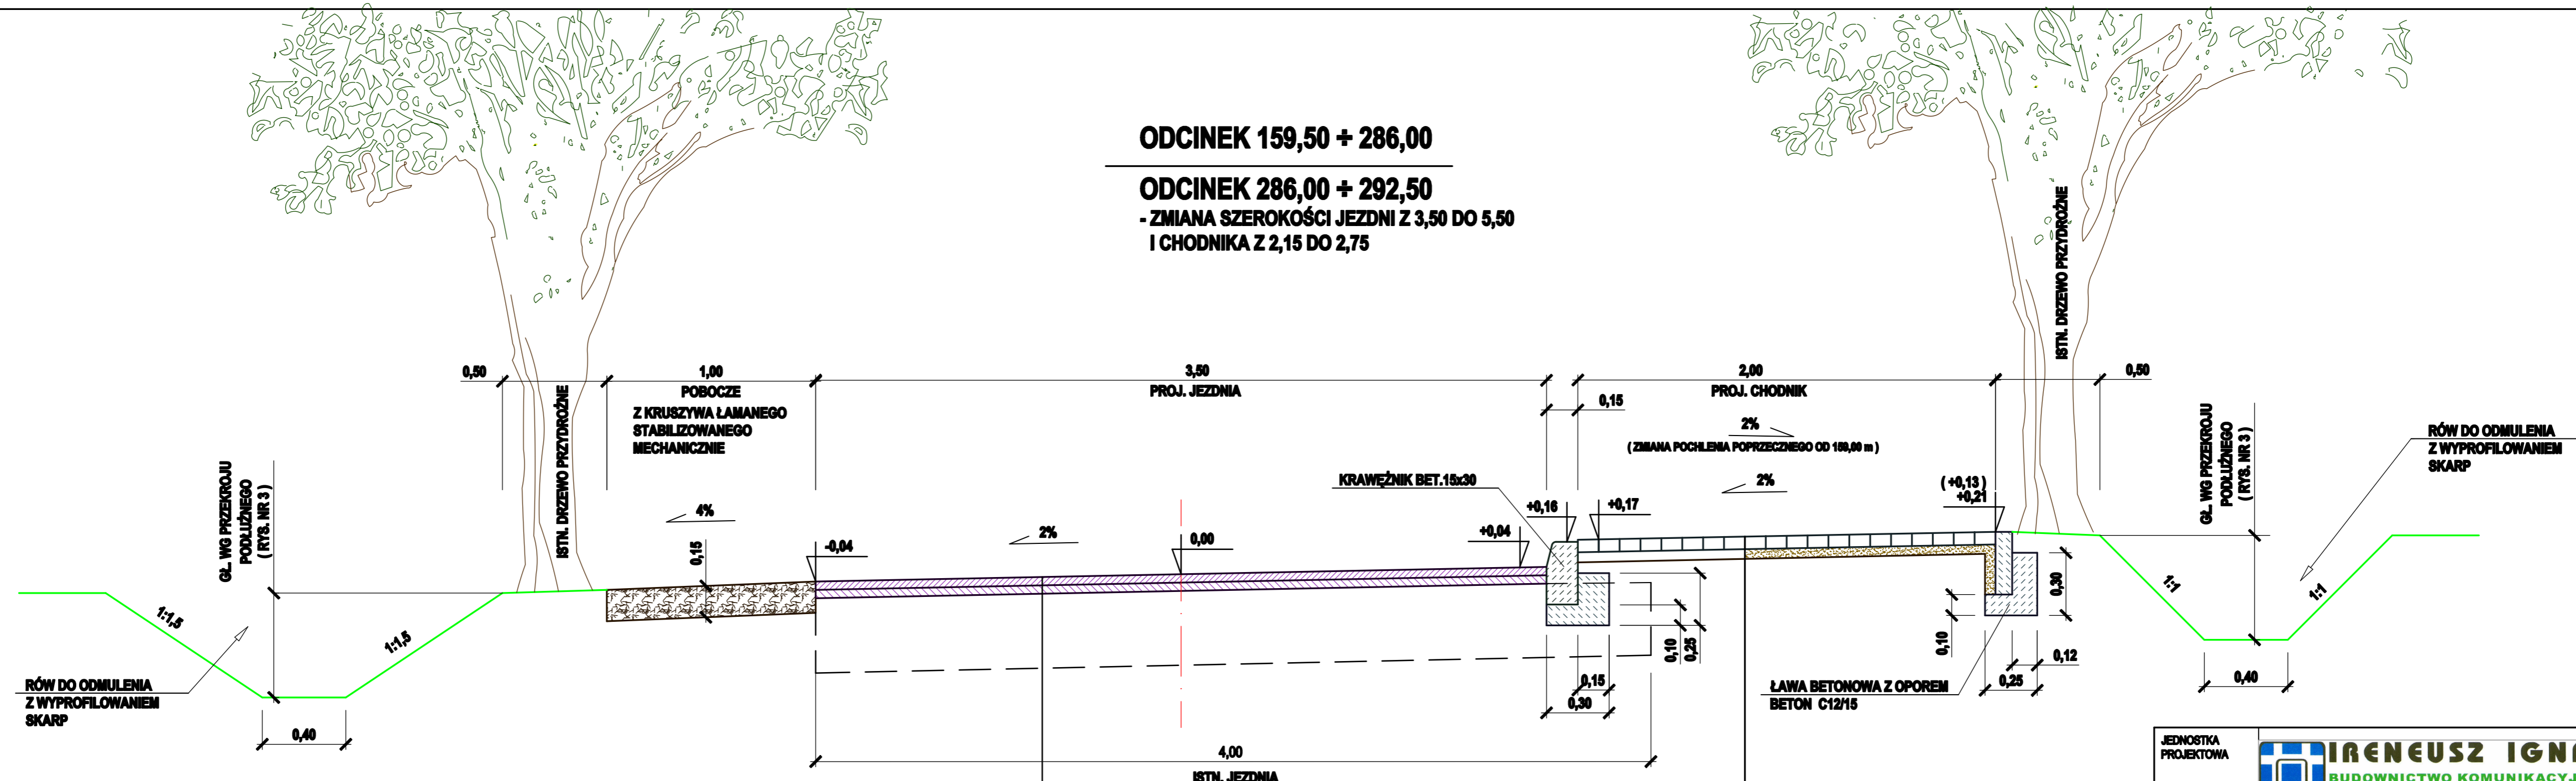 ODCINEK 159,50 ÷ 286,00
ODCINEK 286,00 ÷ 292,50
- ZMIANA SZEROKOŚCI JEZDNI Z 3,50 DO 5,50
I CHODNIKA Z 2,15 DO 2,75
ISTN. DRZEWO PRZYDROŻNE
0,50
1,00
POBOCZE
Z KRUSZYWA ŁAMANEGO
STABILIZOWANEGO
MECHANICZNIE
ISTN. DRZEWO PRZYDROŻNE
3,50
PROJ. JEZDNIA
0,15
2,00
PROJ. CHODNIK
0,50
2%
( ZMIANA POCHLENIA POPRZECZNEGO OD 159,00 m )
2%
KRAWĘŻNIK BET.15x30
GŁ. WG PRZEKROJU
PODŁUŻNEGO
( RYS. NR 3 )
GŁ. WG PRZEKROJU
PODŁUŻNEGO
( RYS. NR 3 )
RÓW DO ODMULENIA
Z WYPROFILOWANIEM
SKARP
4%
0,15
-0,04
2%
0,00
+0,04
+0,16
+0,17
( +0,13 )
+0,21
1:1,5
1:1,5
1:1
1:1
0,30
0,10
0,12
0,25
0,10
0,25
0,15
0,30
ŁAWA BETONOWA Z OPOREM
BETON C12/15
0,40
RÓW DO ODMULENIA
Z WYPROFILOWANIEM
SKARP
0,40
4,00
ISTN. JEZDNIA
JEDNOSTKA
PROJEKTOWA
IRENEUSZ IGNA
BUDOWNICTWO KOMUNIKACYJ